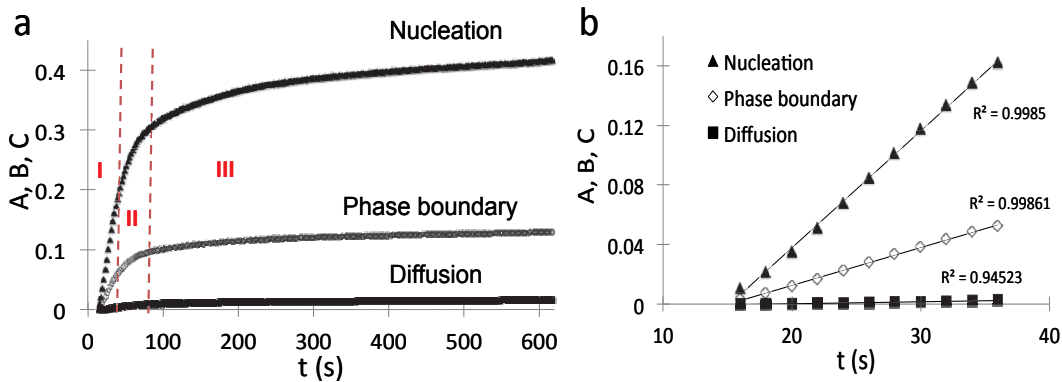 a
A, B, C
0.4
0.3
0.2
0.1
0
Nucleation
Phase boundary
Diffusion
I
II
III
0 100 200 300 400 500 600
t (s)
b
A, B, C
0.16
0.12
0.08
0.04
0
Nucleation
Phase boundary
Diffusion
R² = 0.9985
R² = 0.99861
R² = 0.94523
10 20 30 40
t (s)